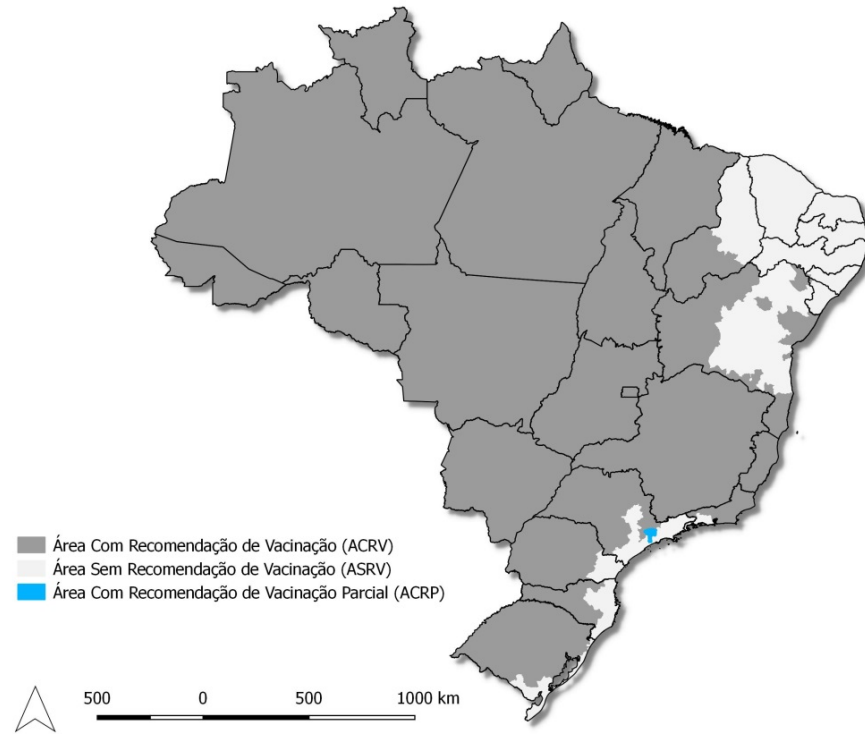 Área Com Recomendação de Vacinação (ACRV)
Área Sem Recomendação de Vacinação (ASRV)
Área Com Recomendação de Vacinação Parcial (ACRP)
500 0 500 1000 km